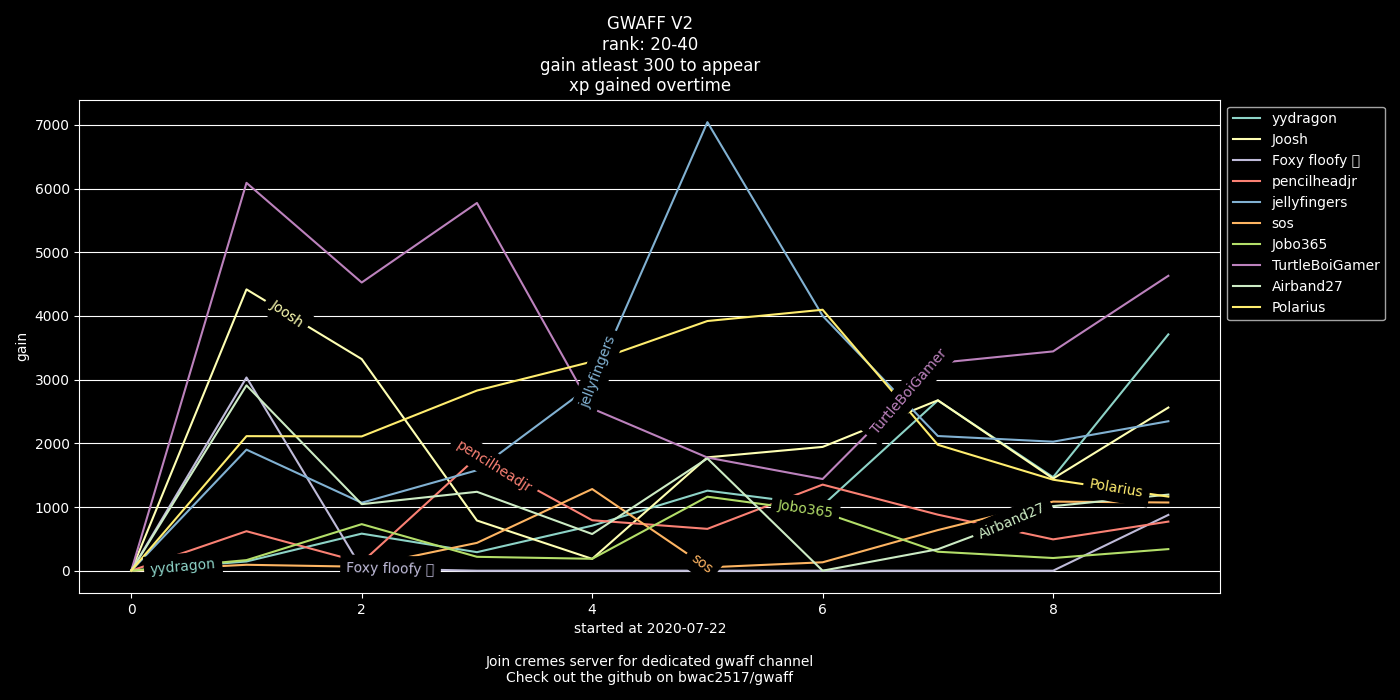 GWAFF V2
rank: 20-40
gain atleast 300 to appear
xp gained overtime
7000
6000
5000
4000
3000
2000
1000
0
gain
Joosh
jellyfingers
TurtleBoiGamer
pencilheadjr
Polarius
Jobo365
Airband27
yydragon
Foxy floofy
sos
0
2
4
6
8
started at 2020-07-22
Join cremes server for dedicated gwaff channel
Check out the github on bwac2517/gwaff
yydragon
Joosh
Foxy floofy
pencilheadjr
jellyfingers
sos
Jobo365
TurtleBoiGamer
Airband27
Polarius